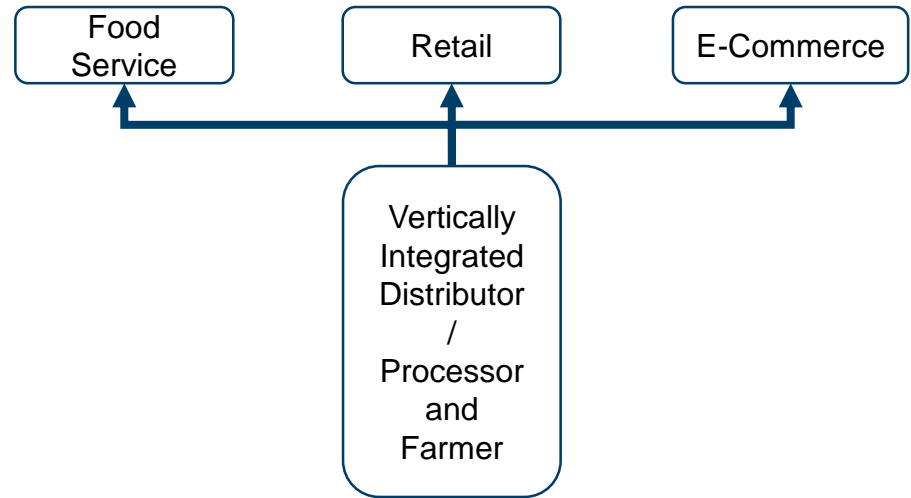 Food
Service
Retail
E-Commerce
Vertically
Integrated
Distributor
/
Processor
and
Farmer